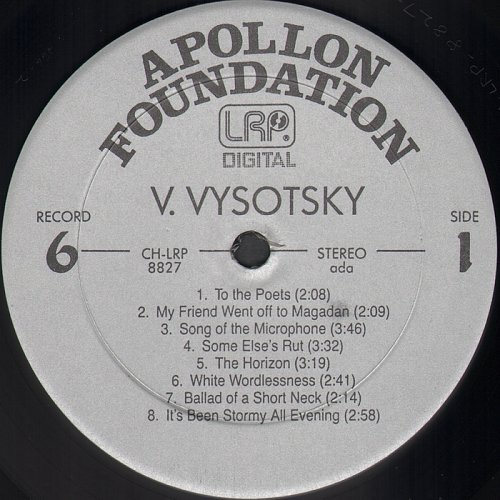 APOLLON
FOUNDATION
LRP.
DIGITAL
V. VYSOTSKY
RECORD
6
SIDE
1
CH-LRP
8827
STEREO
ada
1. To the Poets (2:08)
2. My Friend Went off to Magadan (2:09)
3. Song of the Microphone (3:46)
4. Some Else's Rut (3:32)
5. The Horizon (3:19)
6. White Wordlessness (2:41)
7. Ballad of a Short Neck (2:14)
8. It's Been Stormy All Evening (2:58)